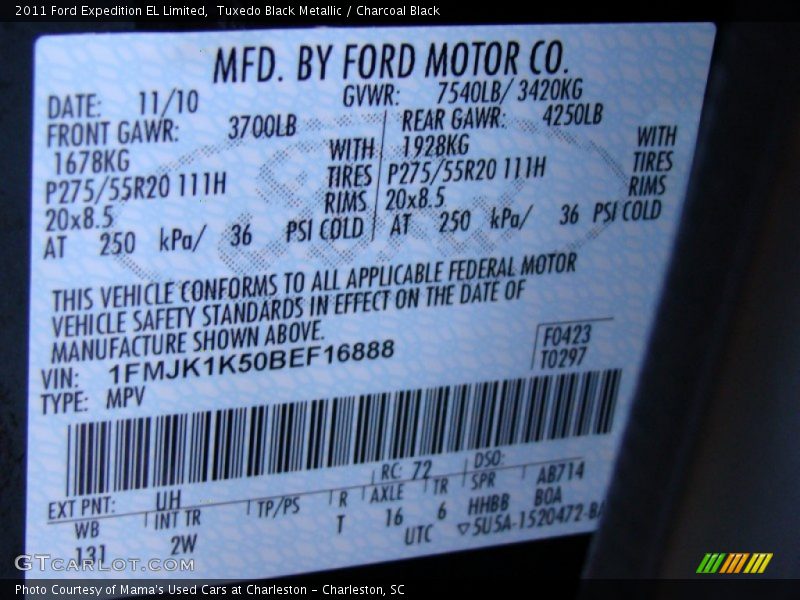 2011 Ford Expedition EL Limited,  Tuxedo Black Metallic / Charcoal Black
MFD. BY FORD MOTOR CO.
DATE: 11/10 GVWR: 7540LB/ 3420KG
FRONT GAWR: 3700LB REAR GAWR: 4250LB
1678KG WITH 1928KG WITH
P275/55R20 111H TIRES P275/55R20 111H TIRES
20x8.5 RIMS 20x8.5 RIMS
AT 250 kPa/ 36 PSI COLD AT 250 kPa/ 36 PSI COLD
THIS VEHICLE CONFORMS TO ALL APPLICABLE FEDERAL MOTOR
VEHICLE SAFETY STANDARDS IN EFFECT ON THE DATE OF
MANUFACTURE SHOWN ABOVE.
F0423
VIN: 1FMJK1K50BEF16888 T0297
TYPE: MPV
EXT PNT: UH RC: 72 DSO:
WB INT TR TP/PS R AXLE TR SPR AB714
131 2W T 16 6 HHBB BOA
UTC ▽5U5A-1520472-BA
GTCARLOT.COM
Photo Courtesy of Mama's Used Cars at Charleston - Charleston, SC